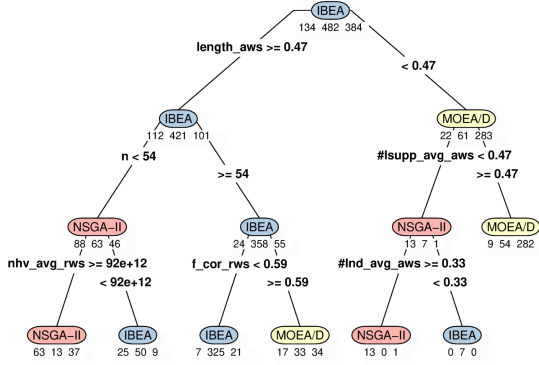 IBEA
134 482 384
length_aws >= 0.47
< 0.47
IBEA
MOEA/D
112 421 101
22 61 283
n < 54
#lsupp_avg_aws < 0.47
>= 54
>= 0.47
NSGA−II
IBEA
NSGA−II
MOEA/D
88 63 46
24 358 55
13 7 1
9 54 282
nhv_avg_rws >= 92e+12
f_cor_rws < 0.59
#lnd_avg_aws >= 0.33
< 92e+12
>= 0.59
< 0.33
NSGA−II
IBEA
IBEA
MOEA/D
NSGA−II
IBEA
63 13 37
25 50 9
7 325 21
17 33 34
13 0 1
0 7 0